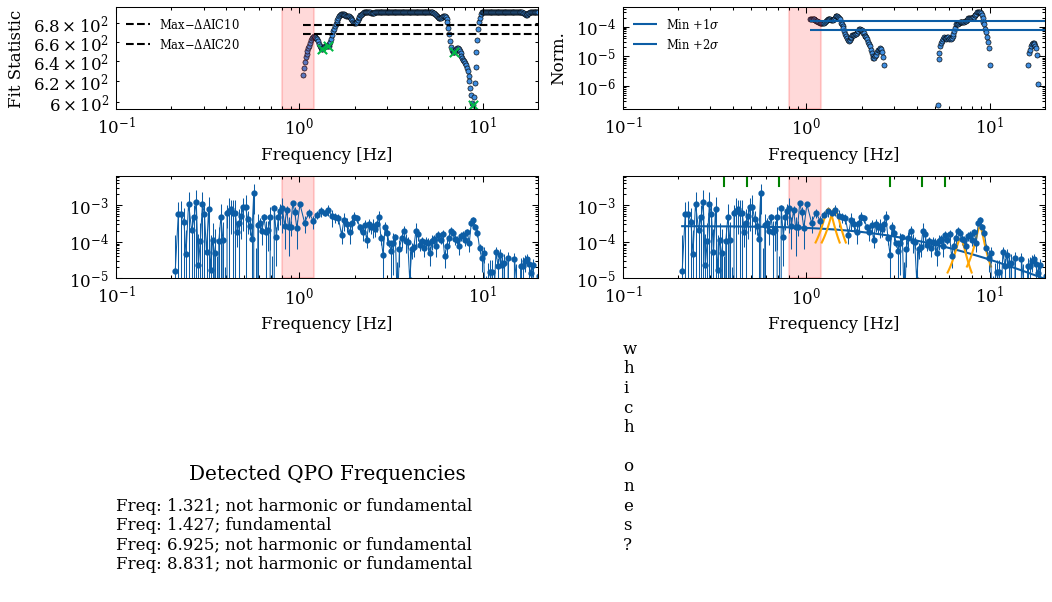 Fit Statistic
6.8 × 10²
6.6 × 10²
6.4 × 10²
6.2 × 10²
6 × 10²
Max−ΔAIC10
Max−ΔAIC20
10⁻¹
10⁰
10¹
Frequency [Hz]
Norm.
10⁻⁴
10⁻⁵
10⁻⁶
Min +1σ
Min +2σ
10⁻¹
10⁰
10¹
Frequency [Hz]
10⁻³
10⁻⁴
10⁻⁵
10⁻¹
10⁰
10¹
Frequency [Hz]
10⁻³
10⁻⁴
10⁻⁵
10⁻¹
10⁰
10¹
Frequency [Hz]
Detected QPO Frequencies
Freq: 1.321; not harmonic or fundamental
Freq: 1.427; fundamental
Freq: 6.925; not harmonic or fundamental
Freq: 8.831; not harmonic or fundamental
w
h
i
c
h
o
n
e
s
?